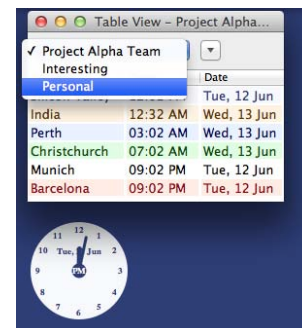 Table View – Project Alpha...
✓ Project Alpha Team
Interesting
Personal
Date
Tue, 12 Jun
India 12:32 AM Wed, 13 Jun
Perth 03:02 AM Wed, 13 Jun
Christchurch 07:02 AM Wed, 13 Jun
Munich 09:02 PM Tue, 12 Jun
Barcelona 09:02 PM Tue, 12 Jun
12
11 1
10 Tue, Jun 2
9 PM 3
8 4
7 6 5